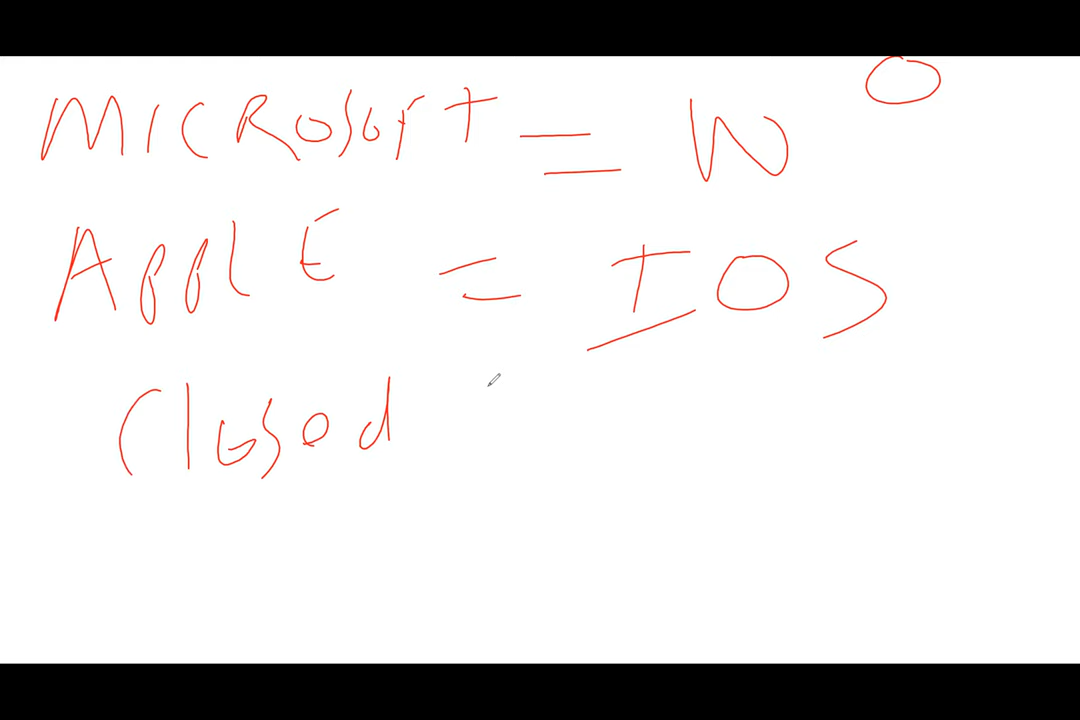 MICROSOFT = W
APPlE = IOS
Closed